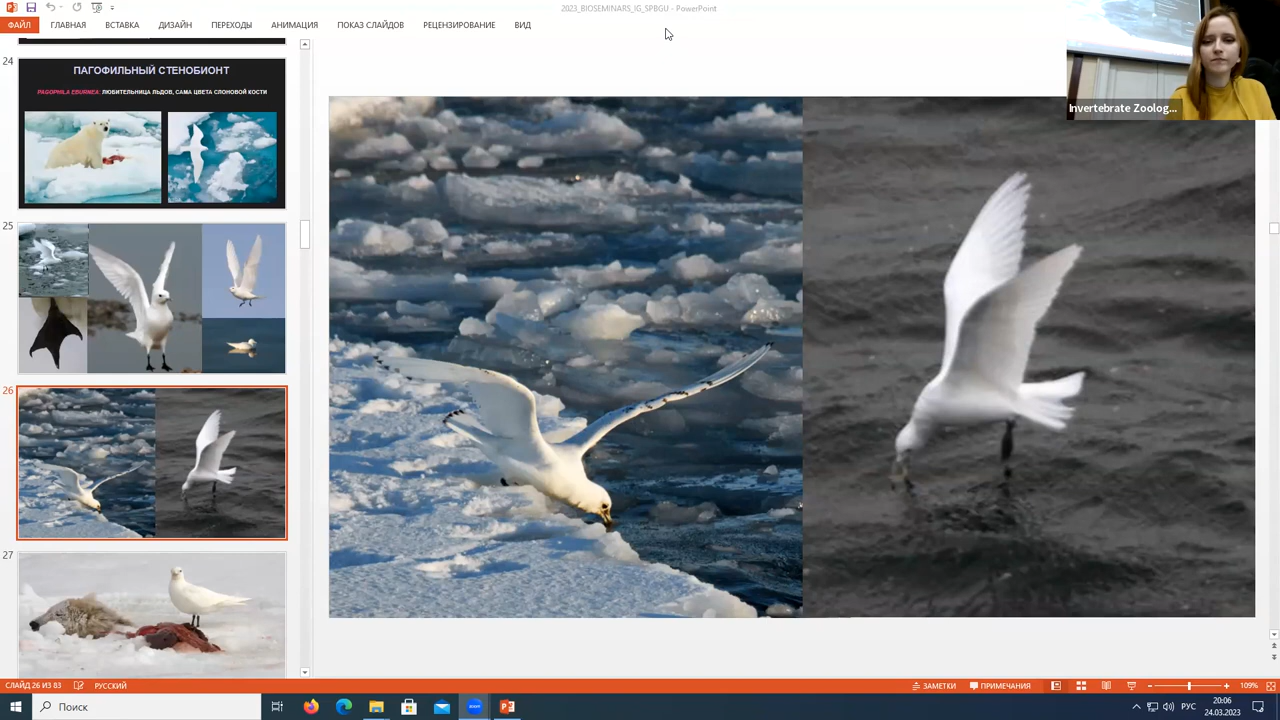 2023_BIOSEMINARS_IG_SPBGU - PowerPoint
ФАЙЛ ГЛАВНАЯ ВСТАВКА ДИЗАЙН ПЕРЕХОДЫ АНИМАЦИЯ ПОКАЗ СЛАЙДОВ РЕЦЕНЗИРОВАНИЕ ВИД
Invertebrate Zoolog...
24
ПАГОФИЛЬНЫЙ СТЕНОБИОНТ
PAGOPHILA EBURNEA: ЛЮБИТЕЛЬНИЦА ЛЬДОВ, САМА ЦВЕТА СЛОНОВОЙ КОСТИ
25
26
27
СЛАЙД 26 ИЗ 83 РУССКИЙ ЗАМЕТКИ ПРИМЕЧАНИЯ 109%
Поиск
zoom
РУС
20:06
24.03.2023